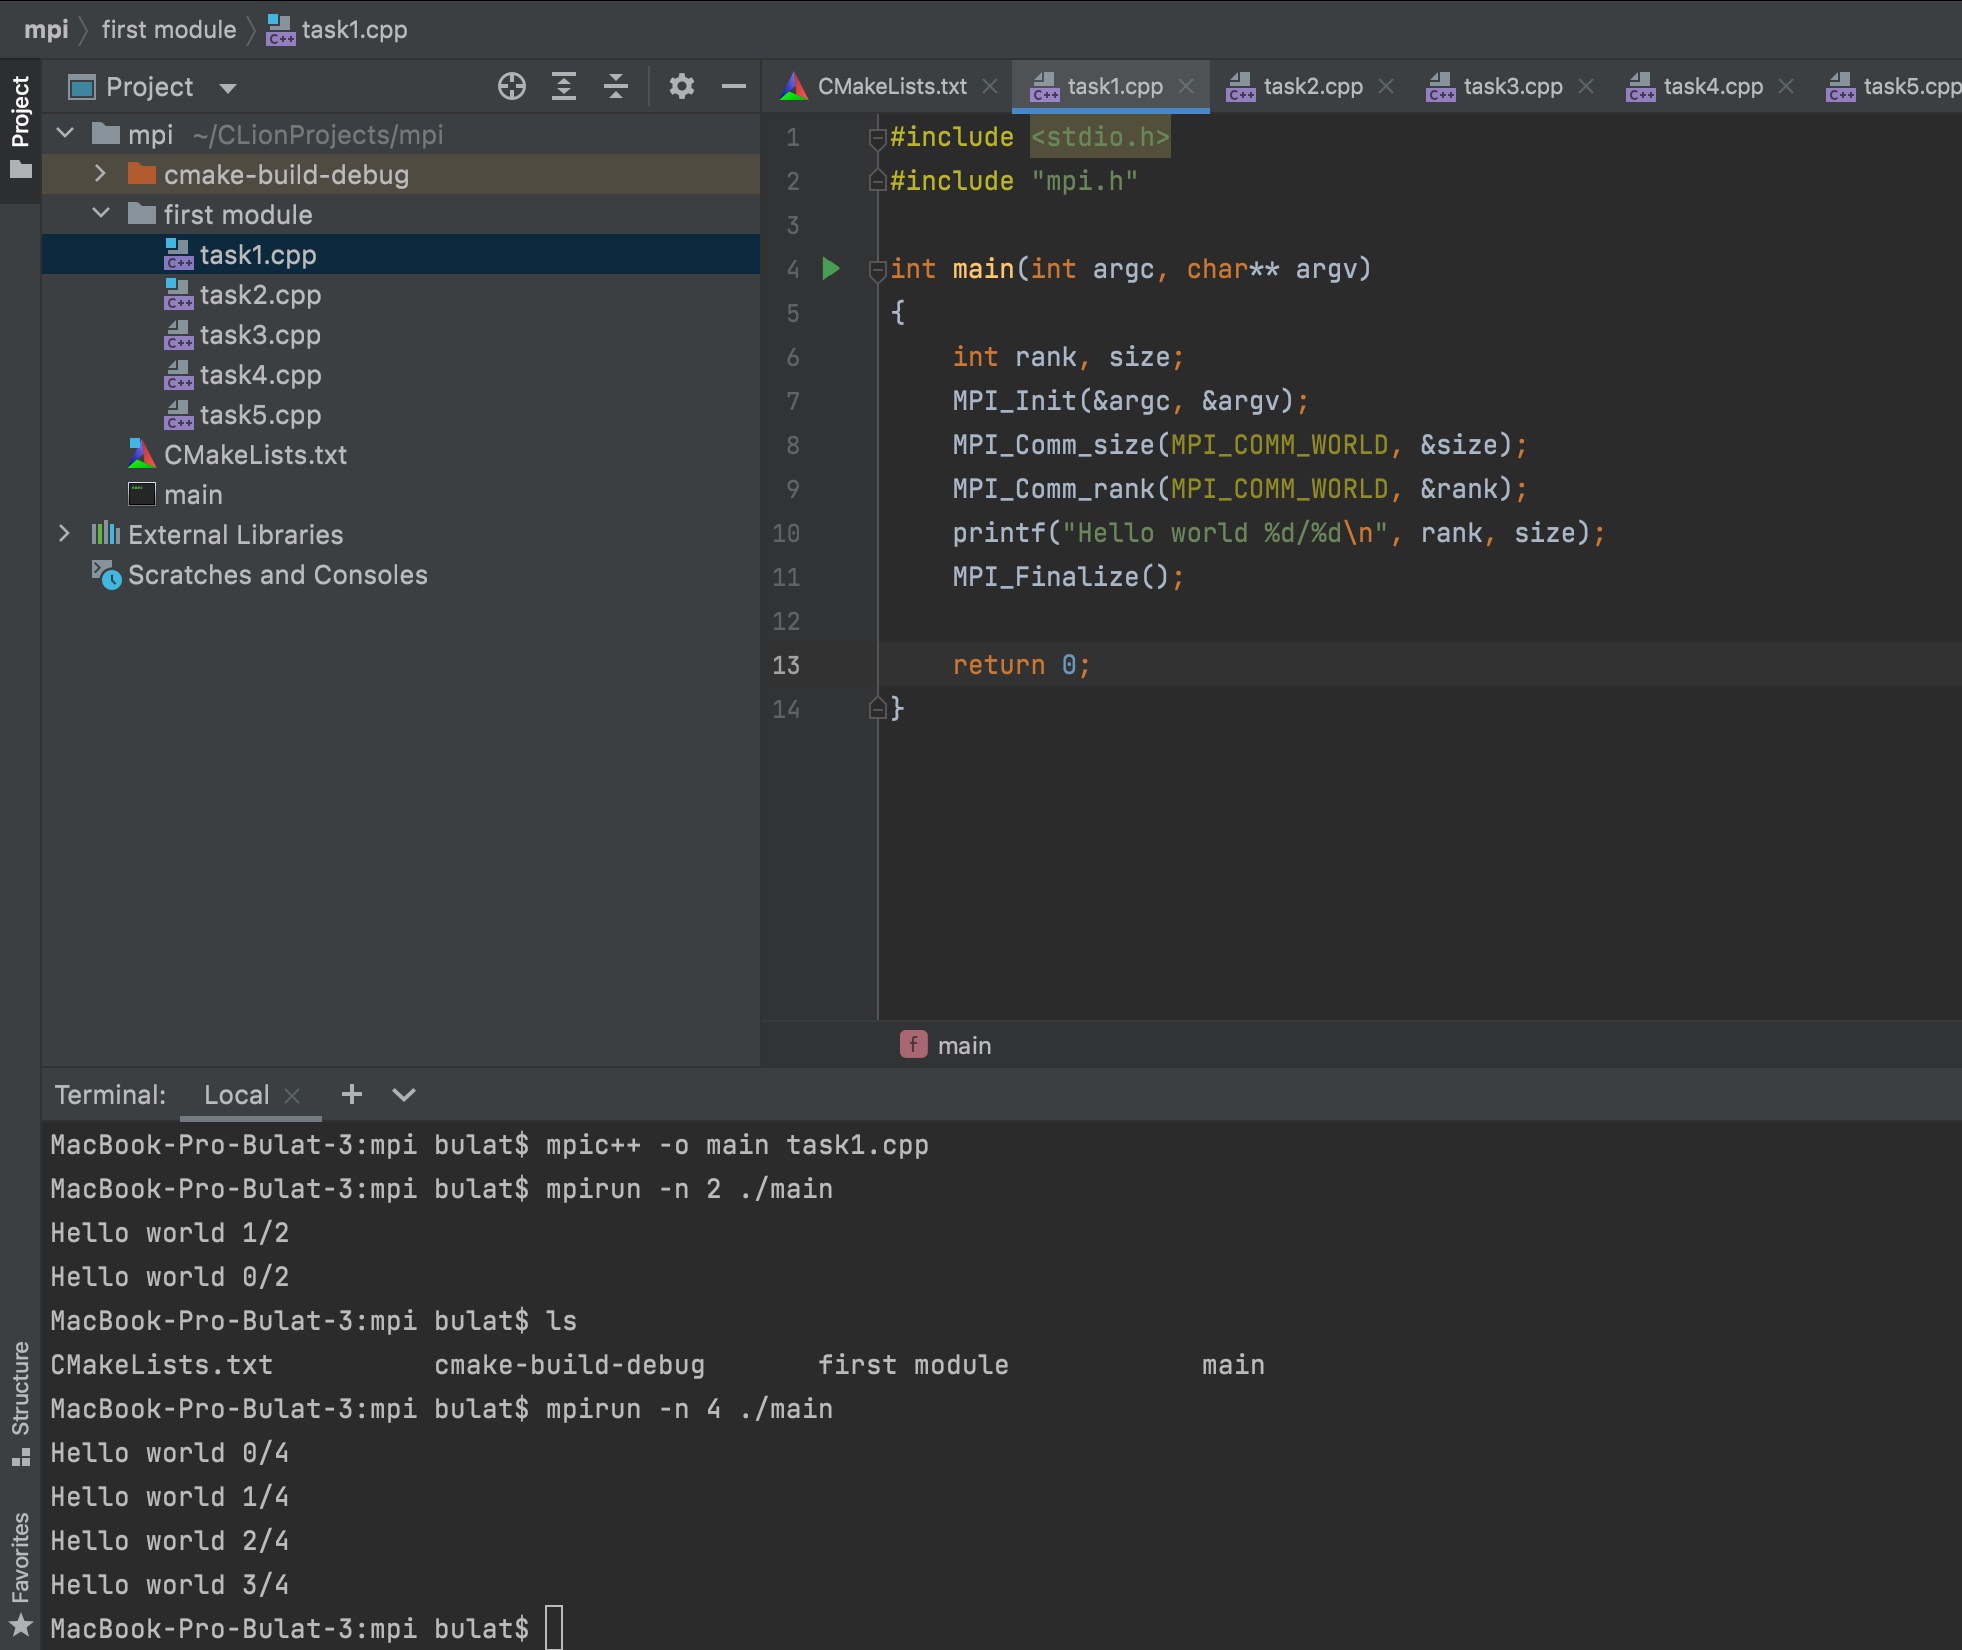 mpi first module task1.cpp
Project
Project
CMakeLists.txt task1.cpp task2.cpp task3.cpp task4.cpp task5.cpp
mpi ~/CLionProjects/mpi
cmake-build-debug
first module
task1.cpp
task2.cpp
task3.cpp
task4.cpp
task5.cpp
CMakeLists.txt
main
External Libraries
Scratches and Consoles
1 #include <stdio.h>
2 #include "mpi.h"
3
4 int main(int argc, char** argv)
5 {
6 int rank, size;
7 MPI_Init(&argc, &argv);
8 MPI_Comm_size(MPI_COMM_WORLD, &size);
9 MPI_Comm_rank(MPI_COMM_WORLD, &rank);
10 printf("Hello world %d/%d\n", rank, size);
11 MPI_Finalize();
12
13 return 0;
14 }
f main
Terminal: Local
MacBook-Pro-Bulat-3:mpi bulat$ mpic++ -o main task1.cpp
MacBook-Pro-Bulat-3:mpi bulat$ mpirun -n 2 ./main
Hello world 1/2
Hello world 0/2
MacBook-Pro-Bulat-3:mpi bulat$ ls
CMakeLists.txt cmake-build-debug first module main
MacBook-Pro-Bulat-3:mpi bulat$ mpirun -n 4 ./main
Hello world 0/4
Hello world 1/4
Hello world 2/4
Hello world 3/4
MacBook-Pro-Bulat-3:mpi bulat$
Structure
Favorites